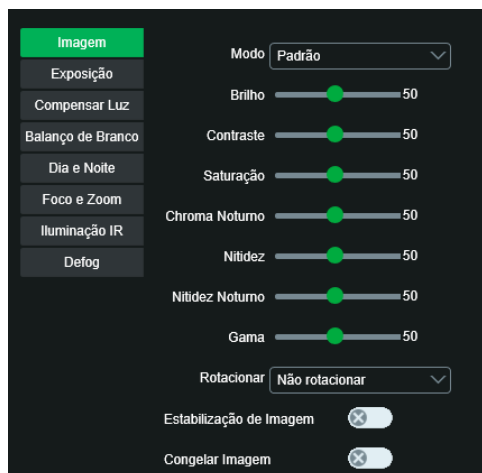 Imagem
Exposição
Compensar Luz
Balanço de Branco
Dia e Noite
Foco e Zoom
Iluminação IR
Defog
Modo Padrão
Brilho 50
Contraste 50
Saturação 50
Chroma Noturno 50
Nitidez 50
Nitidez Noturno 50
Gama 50
Rotacionar Não rotacionar
Estabilização de Imagem
Congelar Imagem